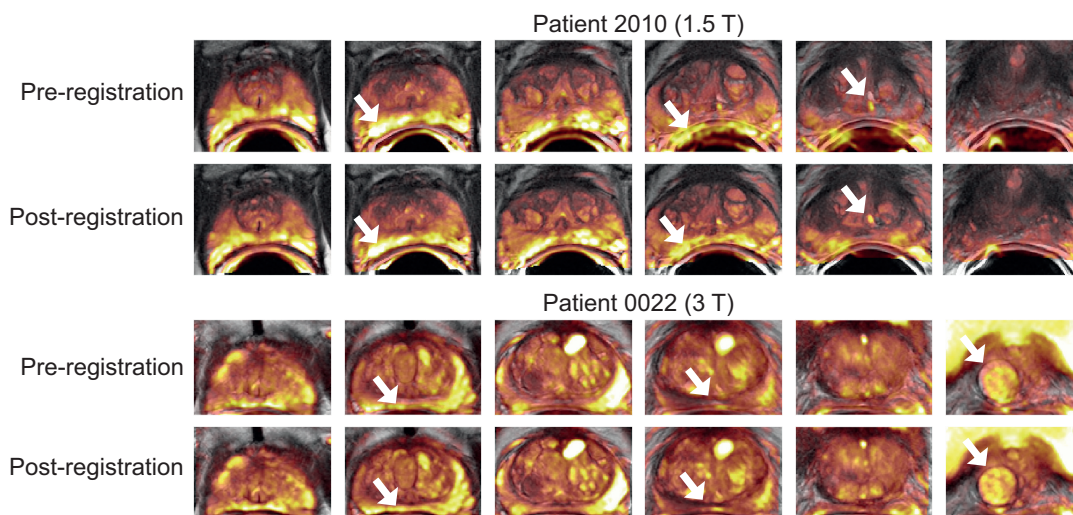 Patient 2010 (1.5 T)
Pre-registration
Post-registration
Patient 0022 (3 T)
Pre-registration
Post-registration